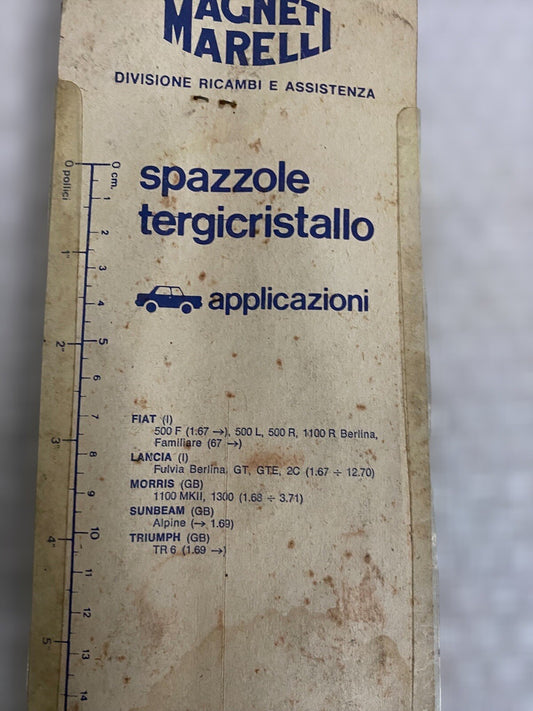 MAGNETI
MARELLI
DIVISIONE RICAMBI E ASSISTENZA
spazzole
tergicristallo
applicazioni
FIAT (I)
500 F (1.67 →), 500 L, 500 R, 1100 R Berlina,
Familiare (67 →)
LANCIA (I)
Fulvia Berlina, GT, GTE, 2C (1.67 ÷ 12.70)
MORRIS (GB)
1100 MKII, 1300 (1.68 ÷ 3.71)
SUNBEAM (GB)
Alpine (→ 1.69)
TRIUMPH (GB)
TR 6 (1.69 →)
0 cm.
1
2
3
4
5
6
7
8
9
10
11
12
13
14
0 pollici
1"
2"
3"
4"
5